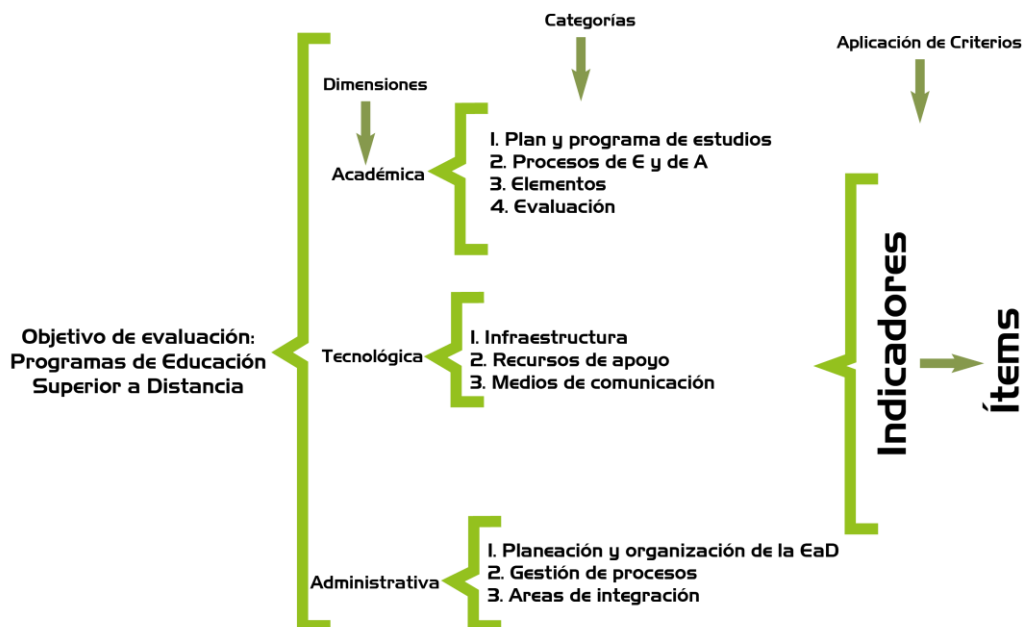 Categorías
Aplicación de Criterios
Dimensiones
1. Plan y programa de estudios
2. Procesos de E y de A
3. Elementos
4. Evaluación
Académica
Objetivo de evaluación:
Programas de Educación
Superior a Distancia
Tecnológica
1. Infraestructura
2. Recursos de apoyo
3. Medios de comunicación
Indicadores
Ítems
Administrativa
1. Planeación y organización de la EaD
2. Gestión de procesos
3. Areas de integración